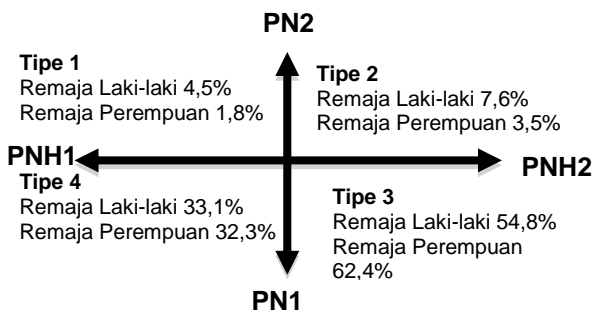 PN2
Tipe 1
Remaja Laki-laki 4,5%
Remaja Perempuan 1,8%
Tipe 2
Remaja Laki-laki 7,6%
Remaja Perempuan 3,5%
PNH1
PNH2
Tipe 4
Remaja Laki-laki 33,1%
Remaja Perempuan 32,3%
Tipe 3
Remaja Laki-laki 54,8%
Remaja Perempuan
62,4%
PN1